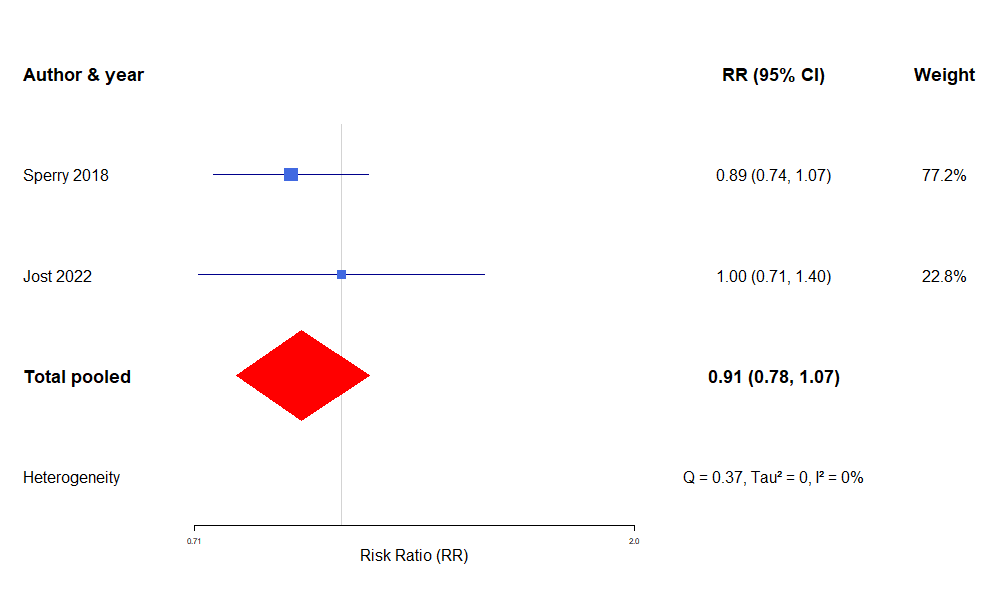 Author & year RR (95% CI) Weight
Sperry 2018 0.89 (0.74, 1.07) 77.2%
Jost 2022 1.00 (0.71, 1.40) 22.8%
Total pooled 0.91 (0.78, 1.07)
Heterogeneity Q = 0.37, Tau² = 0, I² = 0%
0.71 2.0
Risk Ratio (RR)